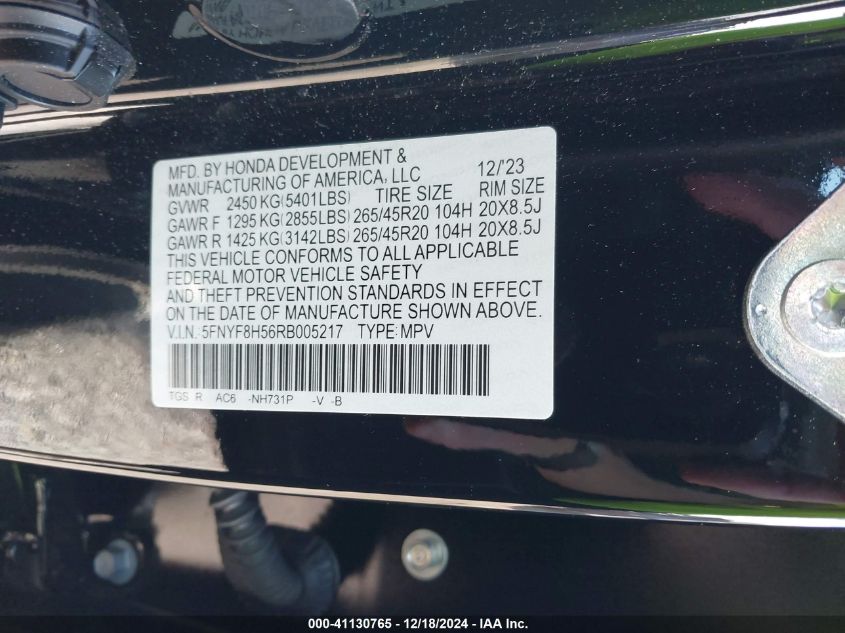 MFD. BY HONDA DEVELOPMENT &
MANUFACTURING OF AMERICA, LLC 12/'23
GVWR 2450 KG(5401LBS) TIRE SIZE RIM SIZE
GAWR F 1295 KG(2855LBS) 265/45R20 104H 20X8.5J
GAWR R 1425 KG(3142LBS) 265/45R20 104H 20X8.5J
THIS VEHICLE CONFORMS TO ALL APPLICABLE
FEDERAL MOTOR VEHICLE SAFETY
AND THEFT PREVENTION STANDARDS IN EFFECT
ON THE DATE OF MANUFACTURE SHOWN ABOVE.
V.I.N.:5FNYF8H56RB005217 TYPE:MPV
TGS R AC6 -NH731P -V -B
000-41130765 - 12/18/2024 - IAA Inc.